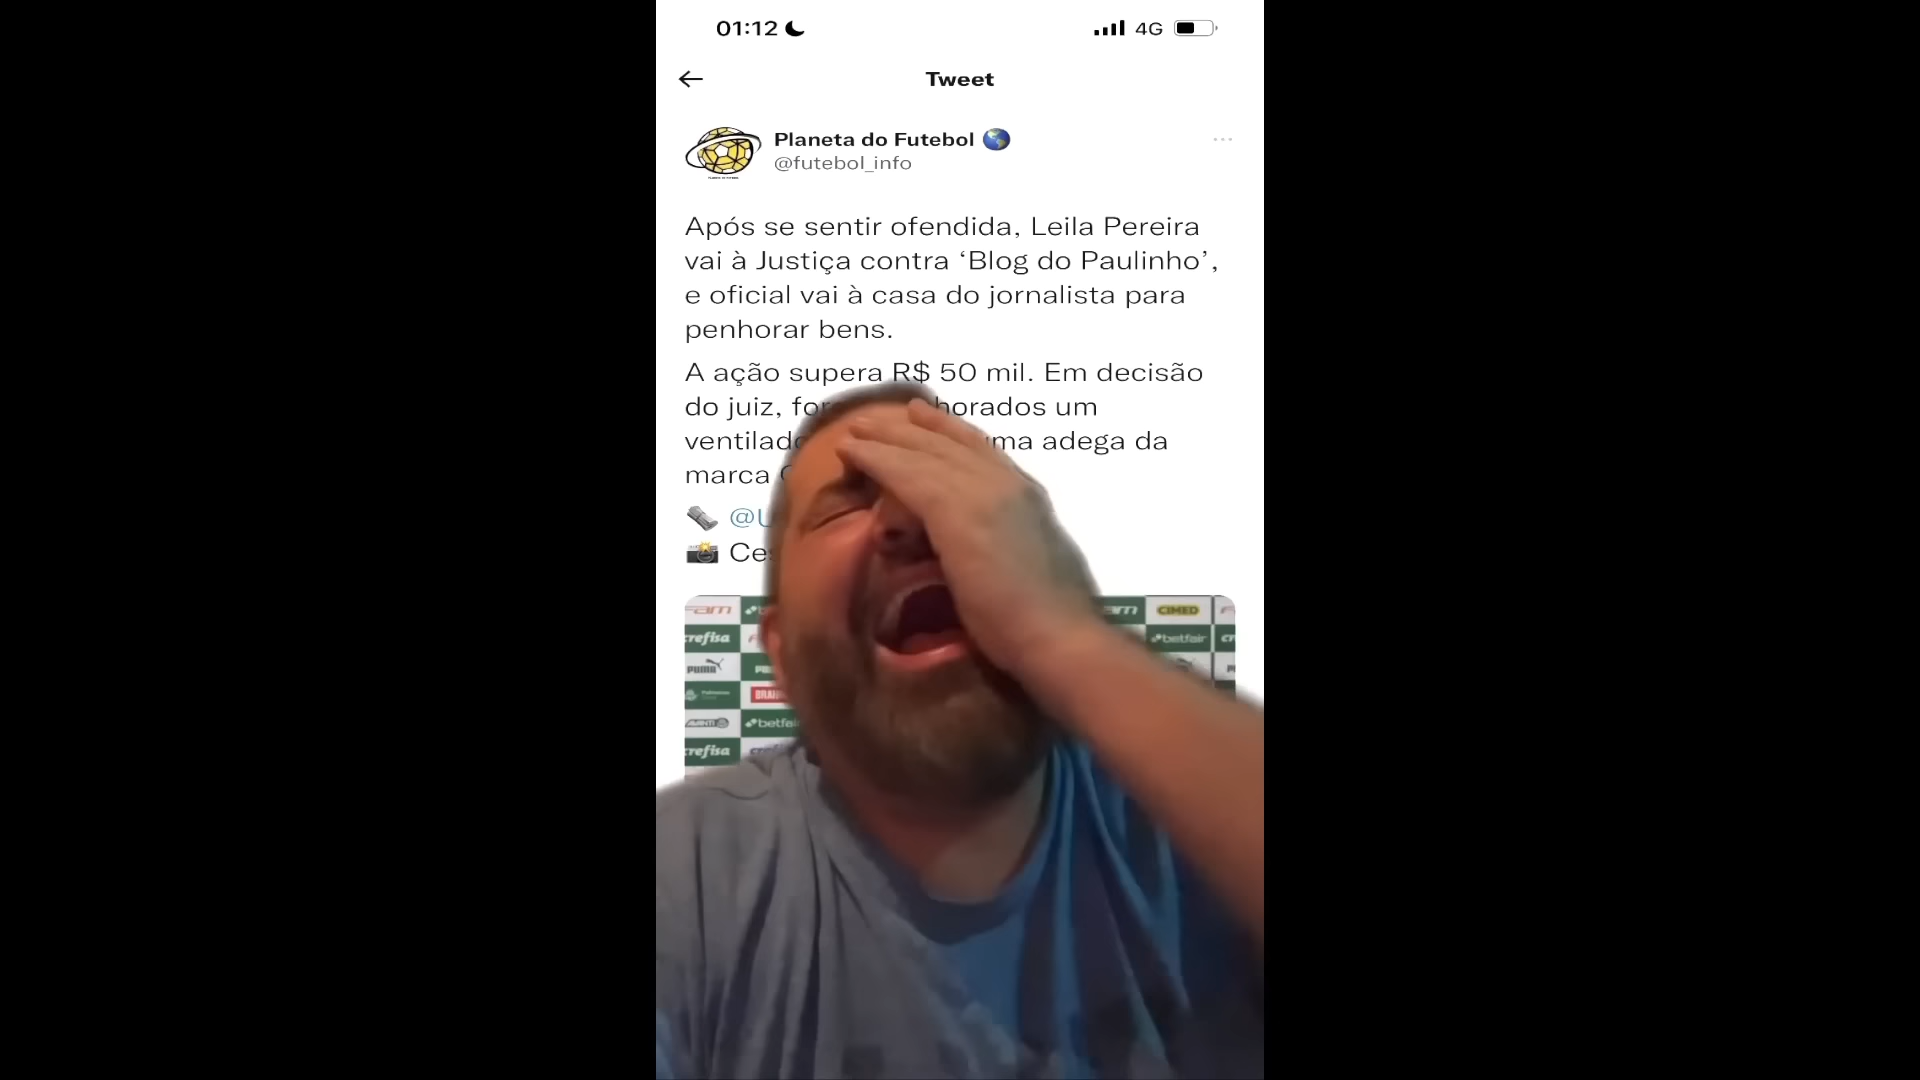 01:12
4G
Tweet
Planeta do Futebol
@futebol_info
Após se sentir ofendida, Leila Pereira
vai à Justiça contra ‘Blog do Paulinho’,
e oficial vai à casa do jornalista para
penhorar bens.
A ação supera R$ 50 mil. Em decisão
do juiz, horados um
uma adega da
marca
CIMED
crefisa
betfair
PUMA
betfair
crefisa